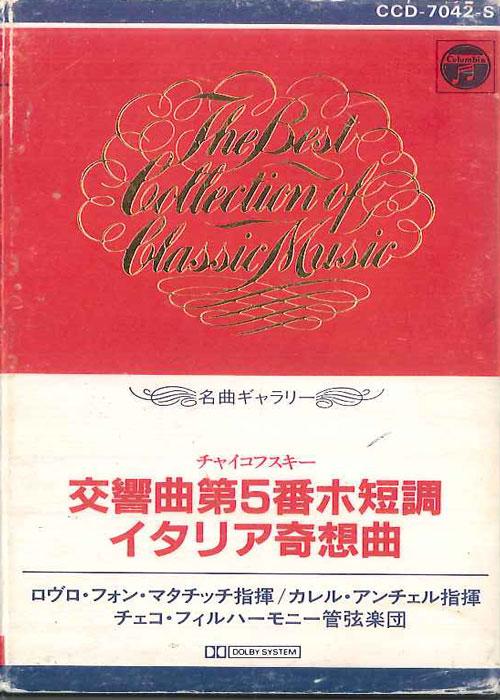 CCD-7042-S
Columbia
The Best
Collection of
Classic Music
名曲ギャラリー
チャイコフスキー
交響曲第5番ホ短調
イタリア奇想曲
ロヴロ・フォン・マタチッチ指揮/カレル・アンチェル指揮
チェコ・フィルハーモニー管弦楽団
DOLBY SYSTEM